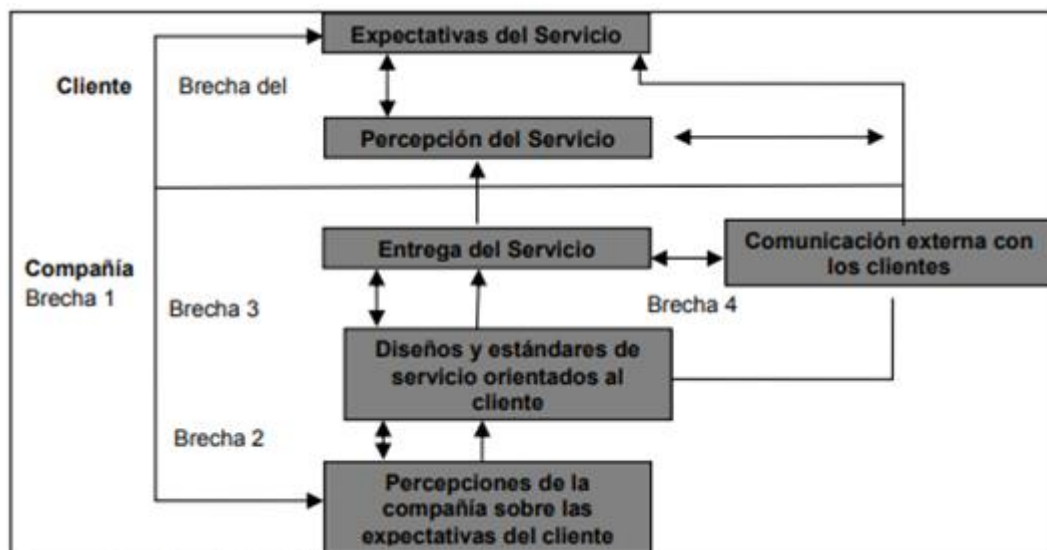 Expectativas del Servicio
Cliente
Brecha del
Percepción del Servicio
Entrega del Servicio
Comunicación externa con
los clientes
Compañía
Brecha 1
Brecha 3
Brecha 4
Diseños y estándares de
servicio orientados al
cliente
Brecha 2
Percepciones de la
compañía sobre las
expectativas del cliente